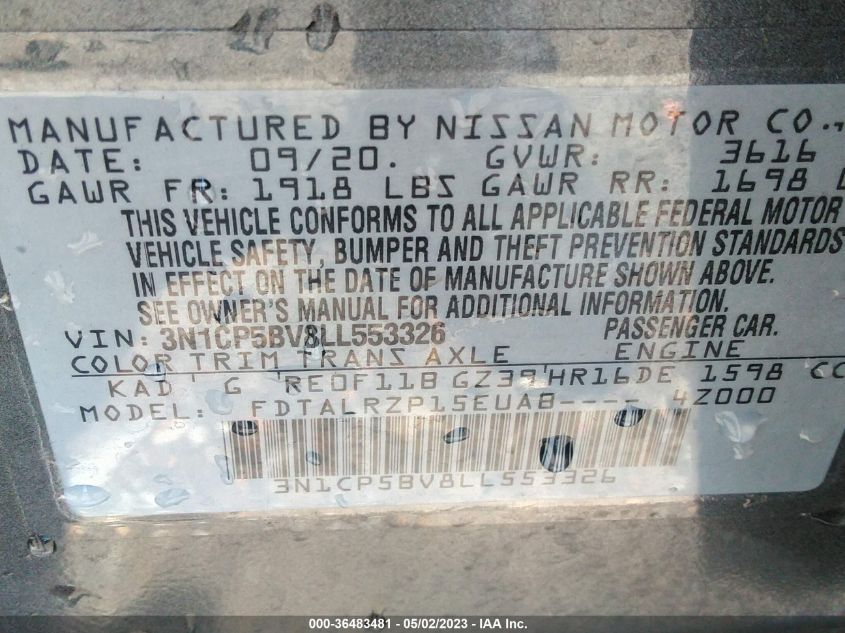 MANUFACTURED BY NISSAN MOTOR CO.,
DATE: 09/20. GVWR: 3616
GAWR FR: 1918 LBS GAWR RR: 1698 L
THIS VEHICLE CONFORMS TO ALL APPLICABLE FEDERAL MOTOR
VEHICLE SAFETY, BUMPER AND THEFT PREVENTION STANDARDS
IN EFFECT ON THE DATE OF MANUFACTURE SHOWN ABOVE.
SEE OWNER'S MANUAL FOR ADDITIONAL INFORMATION.
VIN: 3N1CP5BV8LL553326 PASSENGER CAR.
COLOR TRIM TRANS AXLE ENGINE
KAD G RE0F11B GZ39 HR16DE 1598 CC
MODEL: FDTALRZP15EUAB---- 4Z000
3N1CP5BV8LL553326
000-36483481 - 05/02/2023 - IAA Inc.